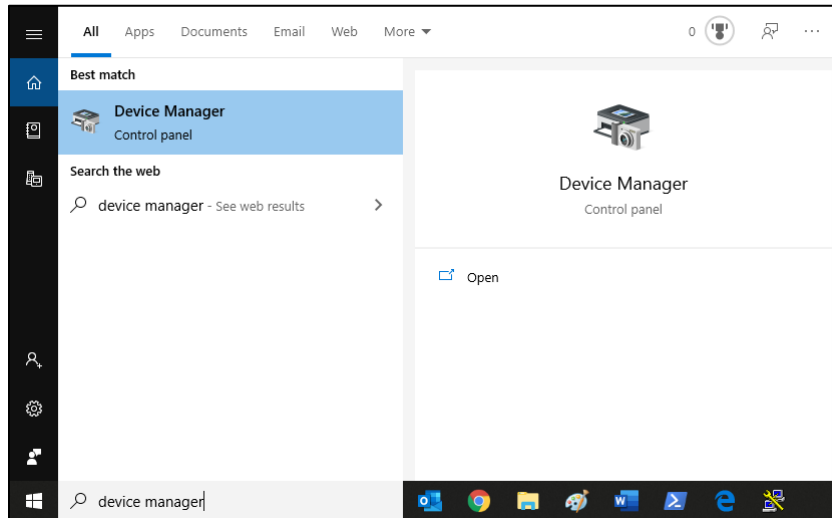 All Apps Documents Email Web More 0 ...
Best match
Device Manager
Control panel
Search the web
device manager - See web results
Device Manager
Control panel
Open
device manager